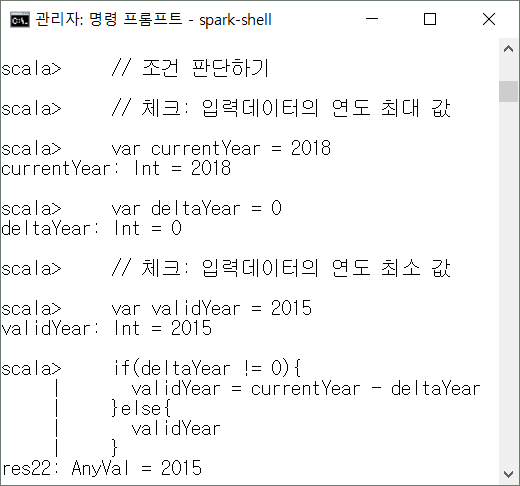 관리자: 명령 프롬프트 - spark-shell
scala>     // 조건 판단하기
scala>     // 체크: 입력데이터의 연도 최대 값
scala>     var currentYear = 2018
currentYear: Int = 2018
scala>     var deltaYear = 0
deltaYear: Int = 0
scala>     // 체크: 입력데이터의 연도 최소 값
scala>     var validYear = 2015
validYear: Int = 2015
scala>     if(deltaYear != 0){
     |       validYear = currentYear - deltaYear
     |     }else{
     |       validYear
     |     }
res22: AnyVal = 2015